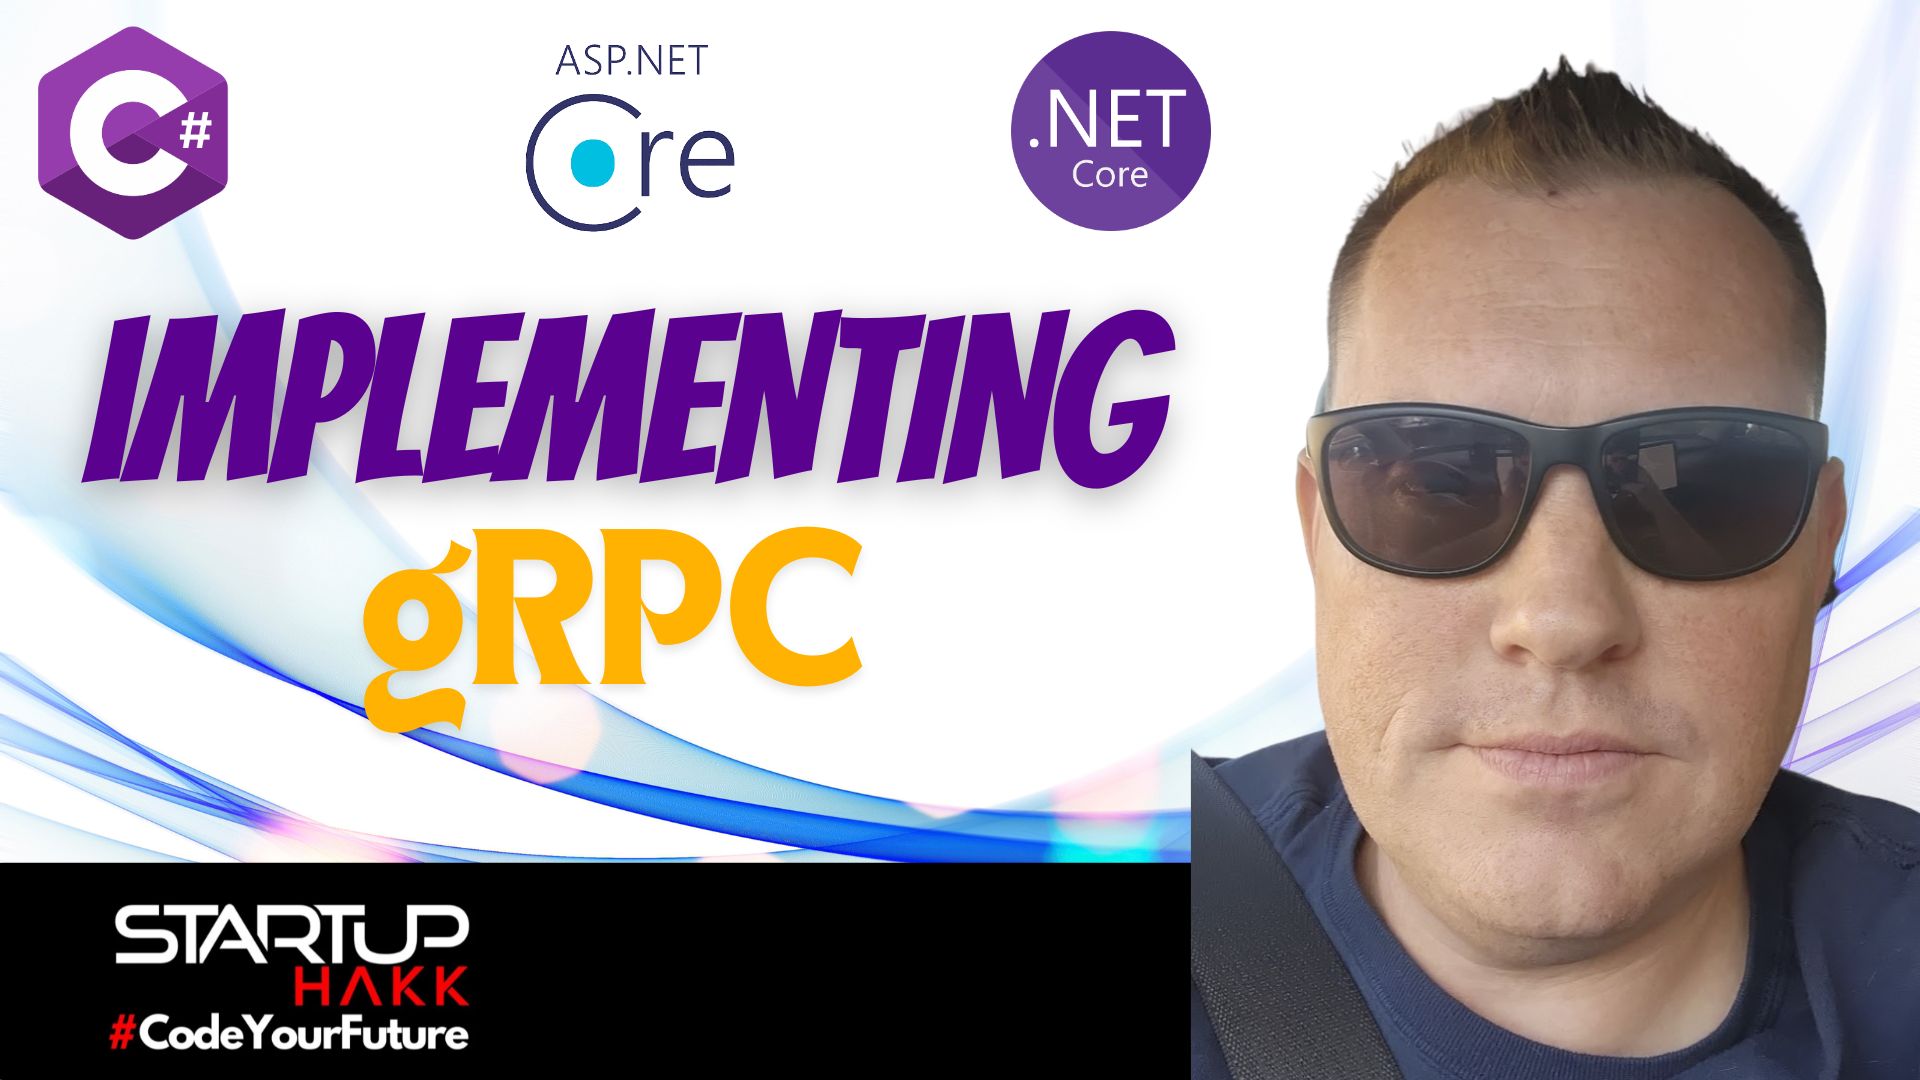 C#
ASP.NET
Core
.NET
Core
IMPLEMENTING
gRPC
STARTUP
HAKK
#CodeYourFuture